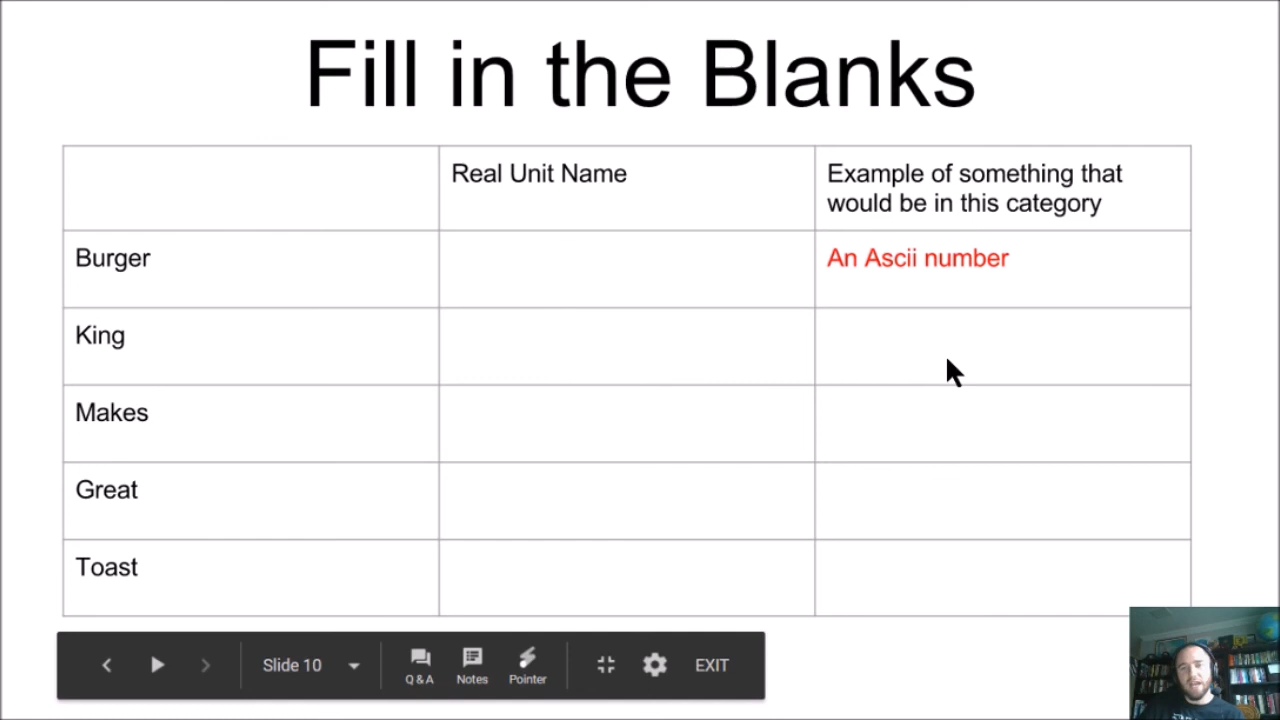 Fill in the Blanks
Real Unit Name
Example of something that
would be in this category
Burger
An Ascii number
King
Makes
Great
Toast
Slide 10
Q & A
Notes
Pointer
EXIT